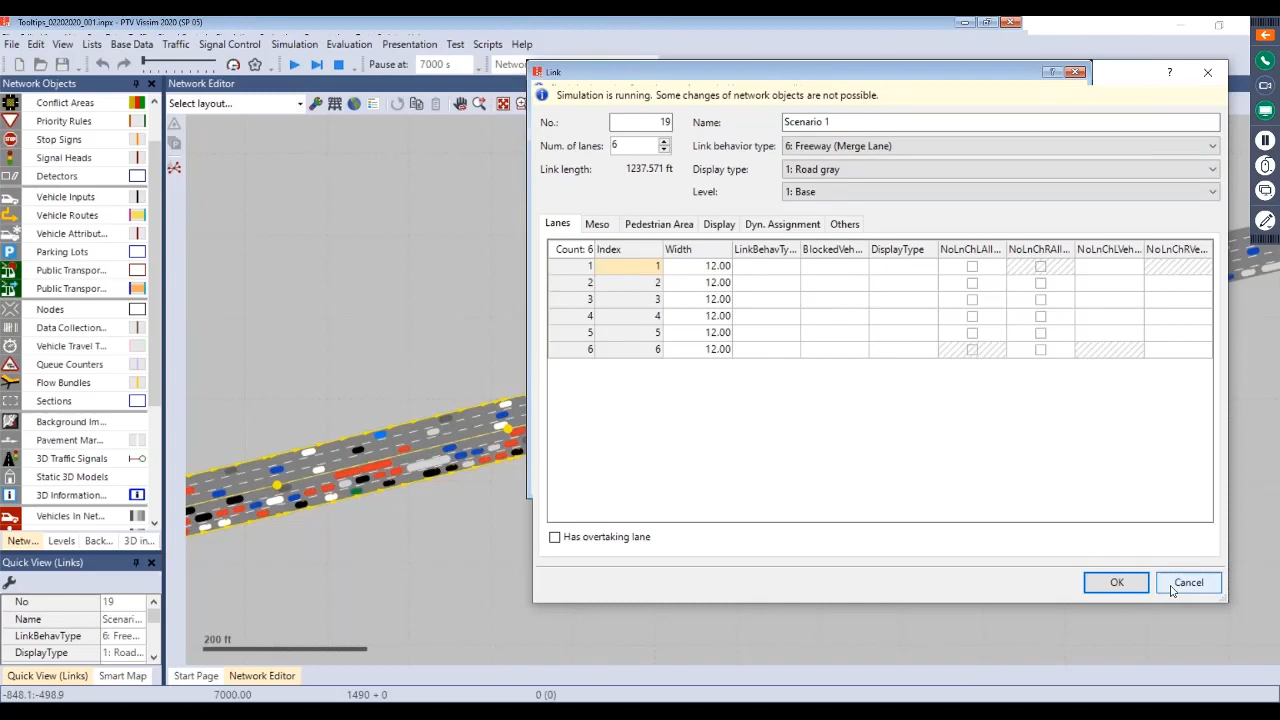 Tooltips_02202020_001.inpx - PTV Vissim 2020 (SP 05)
File Edit View Lists Base Data Traffic Signal Control Simulation Evaluation Presentation Test Scripts Help
Pause at: 7000 s
Network Objects
Network Editor
Select layout...
Conflict Areas
Priority Rules
Stop Signs
Signal Heads
Detectors
Vehicle Inputs
Vehicle Routes
Vehicle Attribut...
Parking Lots
Public Transpor...
Public Transpor...
Nodes
Data Collection...
Vehicle Travel T...
Queue Counters
Flow Bundles
Sections
Background Im...
Pavement Mar...
3D Traffic Signals
Static 3D Models
3D Information...
Vehicles In Net...
Netw... Levels Back... 3D in...
Quick View (Links)
No 19
Name Scenari...
LinkBehavType 6: Free...
DisplayType 1: Road...
Quick View (Links) Smart Map
Start Page Network Editor
200 ft
-848.1:-498.9 7000.00 1490 + 0 0 (0)
Link
?
Simulation is running. Some changes of network objects are not possible.
No.: 19 Name: Scenario 1
Num. of lanes: 6 Link behavior type: 6: Freeway (Merge Lane)
Link length: 1237.571 ft Display type: 1: Road gray
Level: 1: Base
Lanes Meso Pedestrian Area Display Dyn. Assignment Others
Count: 6 Index Width LinkBehavTy... BlockedVeh... DisplayType NoLnChLAll... NoLnChRAll... NoLnChLVeh... NoLnChRVe...
1 1 12.00
2 2 12.00
3 3 12.00
4 4 12.00
5 5 12.00
6 6 12.00
Has overtaking lane
OK Cancel